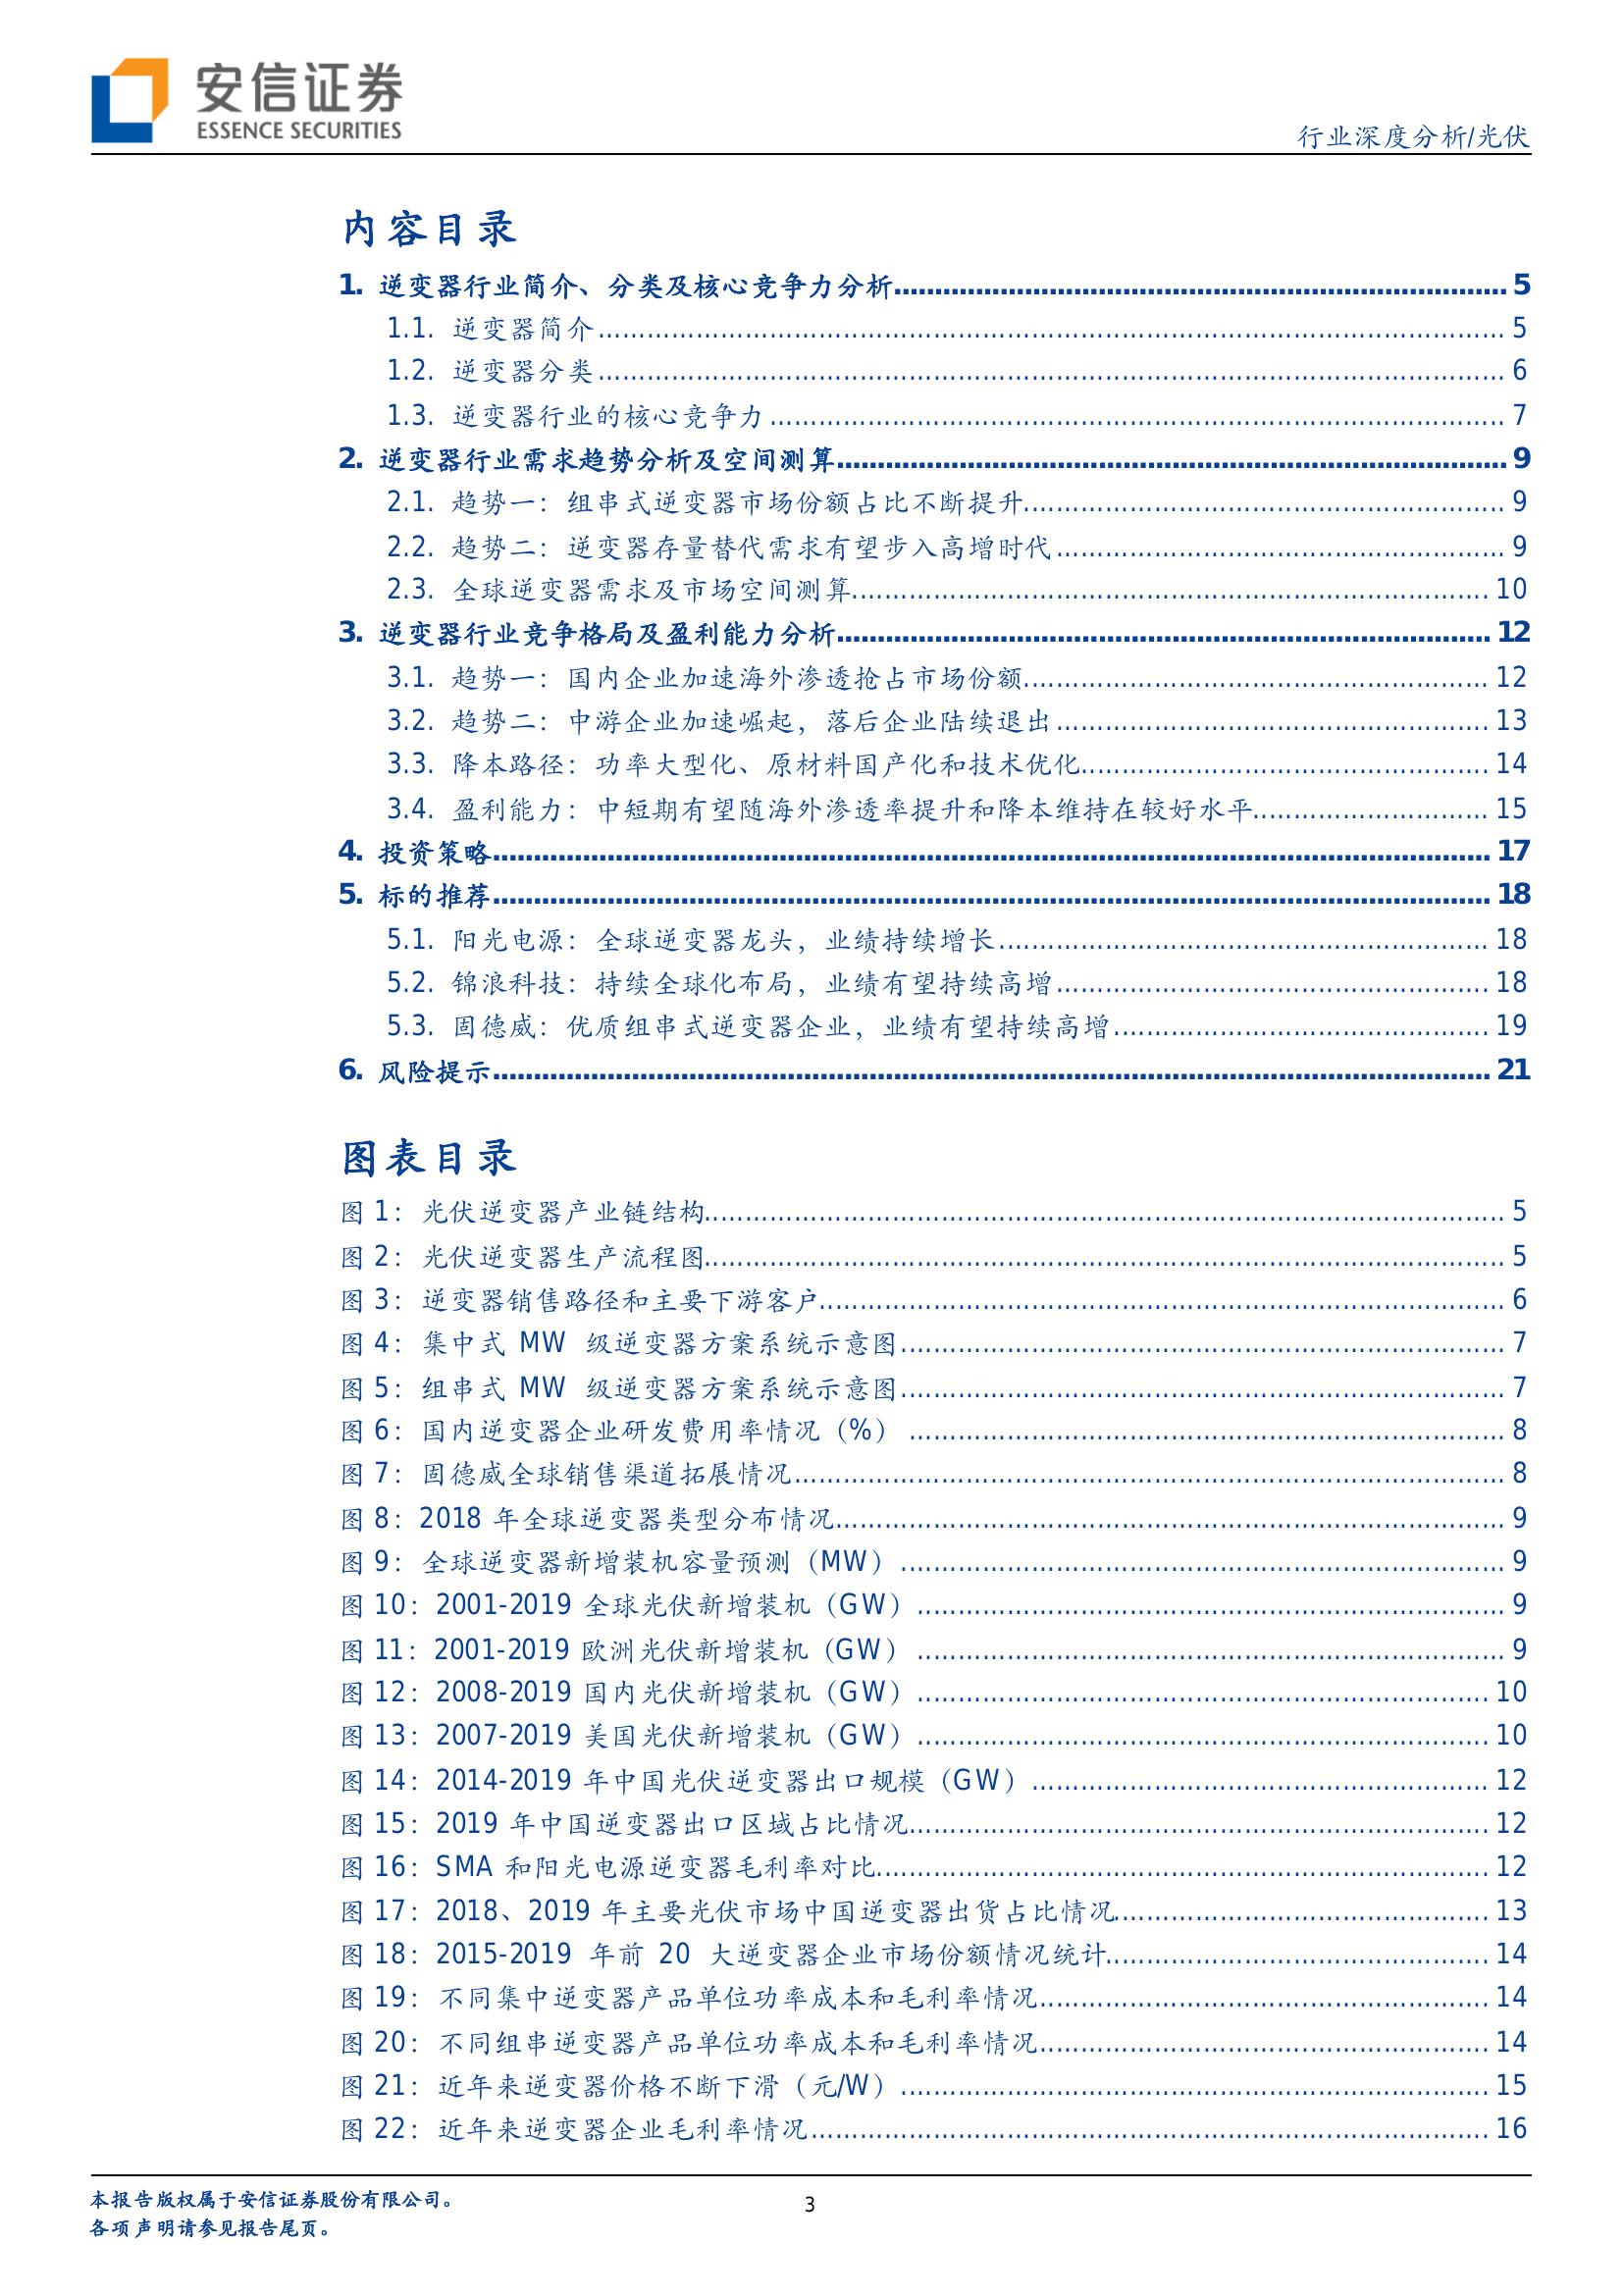 安信证券
ESSENCE SECURITIES
行业深度分析/光伏
内容目录
1. 逆变器行业简介、分类及核心竞争力分析 5
1.1. 逆变器简介 5
1.2. 逆变器分类 6
1.3. 逆变器行业的核心竞争力 7
2. 逆变器行业需求趋势分析及空间测算 9
2.1. 趋势一：组串式逆变器市场份额占比不断提升 9
2.2. 趋势二：逆变器存量替代需求有望步入高增时代 9
2.3. 全球逆变器需求及市场空间测算 10
3. 逆变器行业竞争格局及盈利能力分析 12
3.1. 趋势一：国内企业加速海外渗透抢占市场份额 12
3.2. 趋势二：中游企业加速崛起，落后企业陆续退出 13
3.3. 降本路径：功率大型化、原材料国产化和技术优化 14
3.4. 盈利能力：中短期有望随海外渗透率提升和降本维持在较好水平 15
4. 投资策略 17
5. 标的推荐 18
5.1. 阳光电源：全球逆变器龙头，业绩持续增长 18
5.2. 锦浪科技：持续全球化布局，业绩有望持续高增 18
5.3. 固德威：优质组串式逆变器企业，业绩有望持续高增 19
6. 风险提示 21
图表目录
图 1：光伏逆变器产业链结构 5
图 2：光伏逆变器生产流程图 5
图 3：逆变器销售路径和主要下游客户 6
图 4：集中式 MW 级逆变器方案系统示意图 7
图 5：组串式 MW 级逆变器方案系统示意图 7
图 6：国内逆变器企业研发费用率情况（%） 8
图 7：固德威全球销售渠道拓展情况 8
图 8：2018 年全球逆变器类型分布情况 9
图 9：全球逆变器新增装机容量预测（MW） 9
图 10：2001-2019 全球光伏新增装机（GW） 9
图 11：2001-2019 欧洲光伏新增装机（GW） 9
图 12：2008-2019 国内光伏新增装机（GW） 10
图 13：2007-2019 美国光伏新增装机（GW） 10
图 14：2014-2019 年中国光伏逆变器出口规模（GW） 12
图 15：2019 年中国逆变器出口区域占比情况 12
图 16：SMA 和阳光电源逆变器毛利率对比 12
图 17：2018、2019 年主要光伏市场中国逆变器出货占比情况 13
图 18：2015-2019 年前 20 大逆变器企业市场份额情况统计 14
图 19：不同集中逆变器产品单位功率成本和毛利率情况 14
图 20：不同组串逆变器产品单位功率成本和毛利率情况 14
图 21：近年来逆变器价格不断下滑（元/W） 15
图 22：近年来逆变器企业毛利率情况 16
本报告版权属于安信证券股份有限公司。
3
各项声明请参见报告尾页。